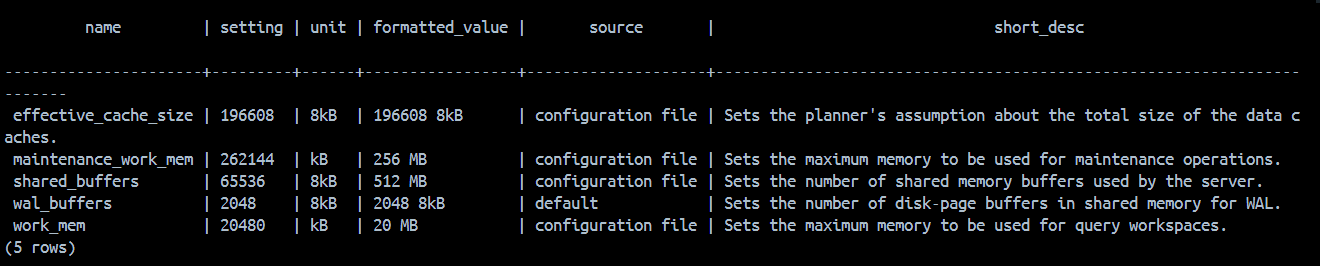 name | setting | unit | formatted_value | source | short_desc
----------------------+---------+------+-----------------+--------------------+-----------------------------------------------------------------
-------
effective_cache_size | 196608 | 8kB | 196608 8kB | configuration file | Sets the planner's assumption about the total size of the data c
aches.
maintenance_work_mem | 262144 | kB | 256 MB | configuration file | Sets the maximum memory to be used for maintenance operations.
shared_buffers | 65536 | 8kB | 512 MB | configuration file | Sets the number of shared memory buffers used by the server.
wal_buffers | 2048 | 8kB | 2048 8kB | default | Sets the number of disk-page buffers in shared memory for WAL.
work_mem | 20480 | kB | 20 MB | configuration file | Sets the maximum memory to be used for query workspaces.
(5 rows)